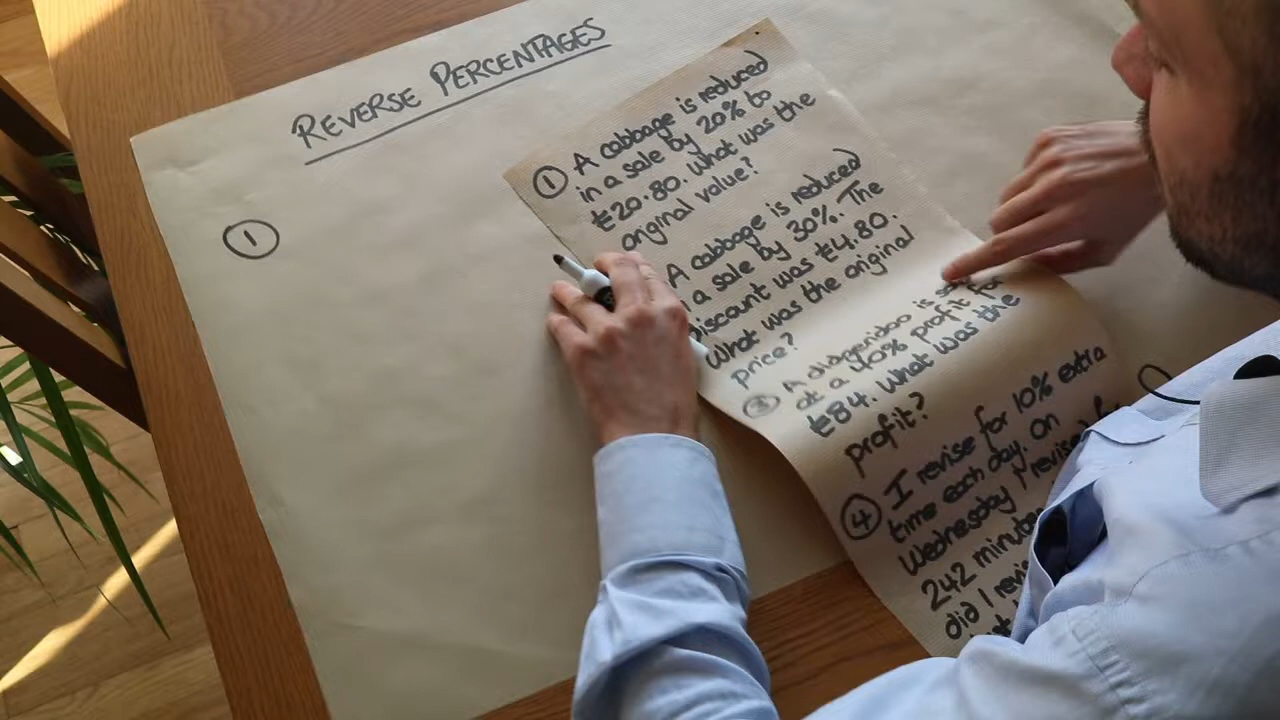 REVERSE PERCENTAGES
①
① A cabbage is reduced
in a sale by 20% to
£20.80. What was the
original value?
A cabbage is reduced
a sale by 30%. The
Discount was £4.80.
What was the original
price?
③ A didgeridoo is
at a 40% profit for
£84. What was the
profit?
④ I revise for 10% extra
time each day. On
Wednesday I revised
242 minutes
did I